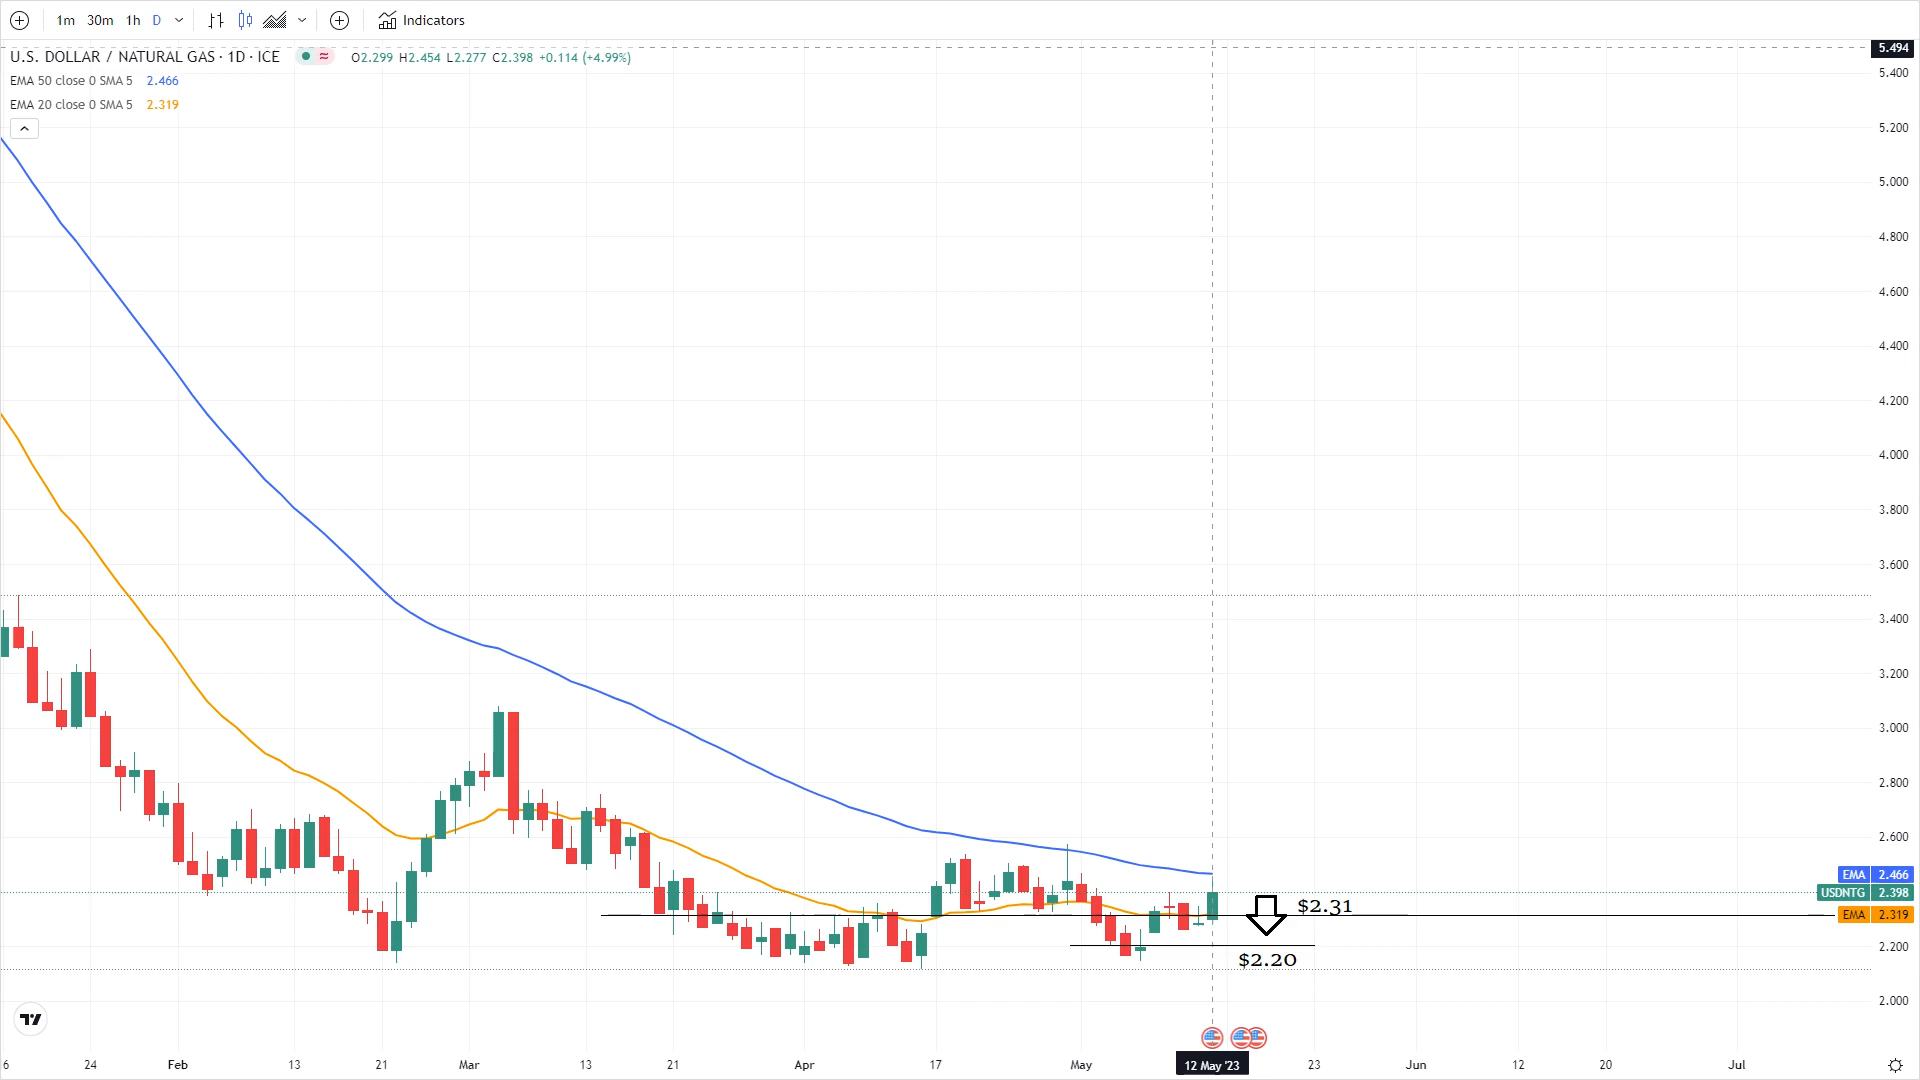 1m 30m 1h D Indicators
U.S. DOLLAR / NATURAL GAS · 1D · ICE ≈ O2.299 H2.454 L2.277 C2.398 +0.114 (+4.99%)
EMA 50 close 0 SMA 5 2.466
EMA 20 close 0 SMA 5 2.319
5.494
5.400
5.200
5.000
4.800
4.600
4.400
4.200
4.000
3.800
3.600
3.400
3.200
3.000
2.800
2.600
EMA 2.466
USDNTG 2.398
$2.31
EMA 2.319
2.200
$2.20
2.000
6 24 Feb 13 21 Mar 13 21 Apr 17 May 12 May '23 23 Jun 12 20 Jul